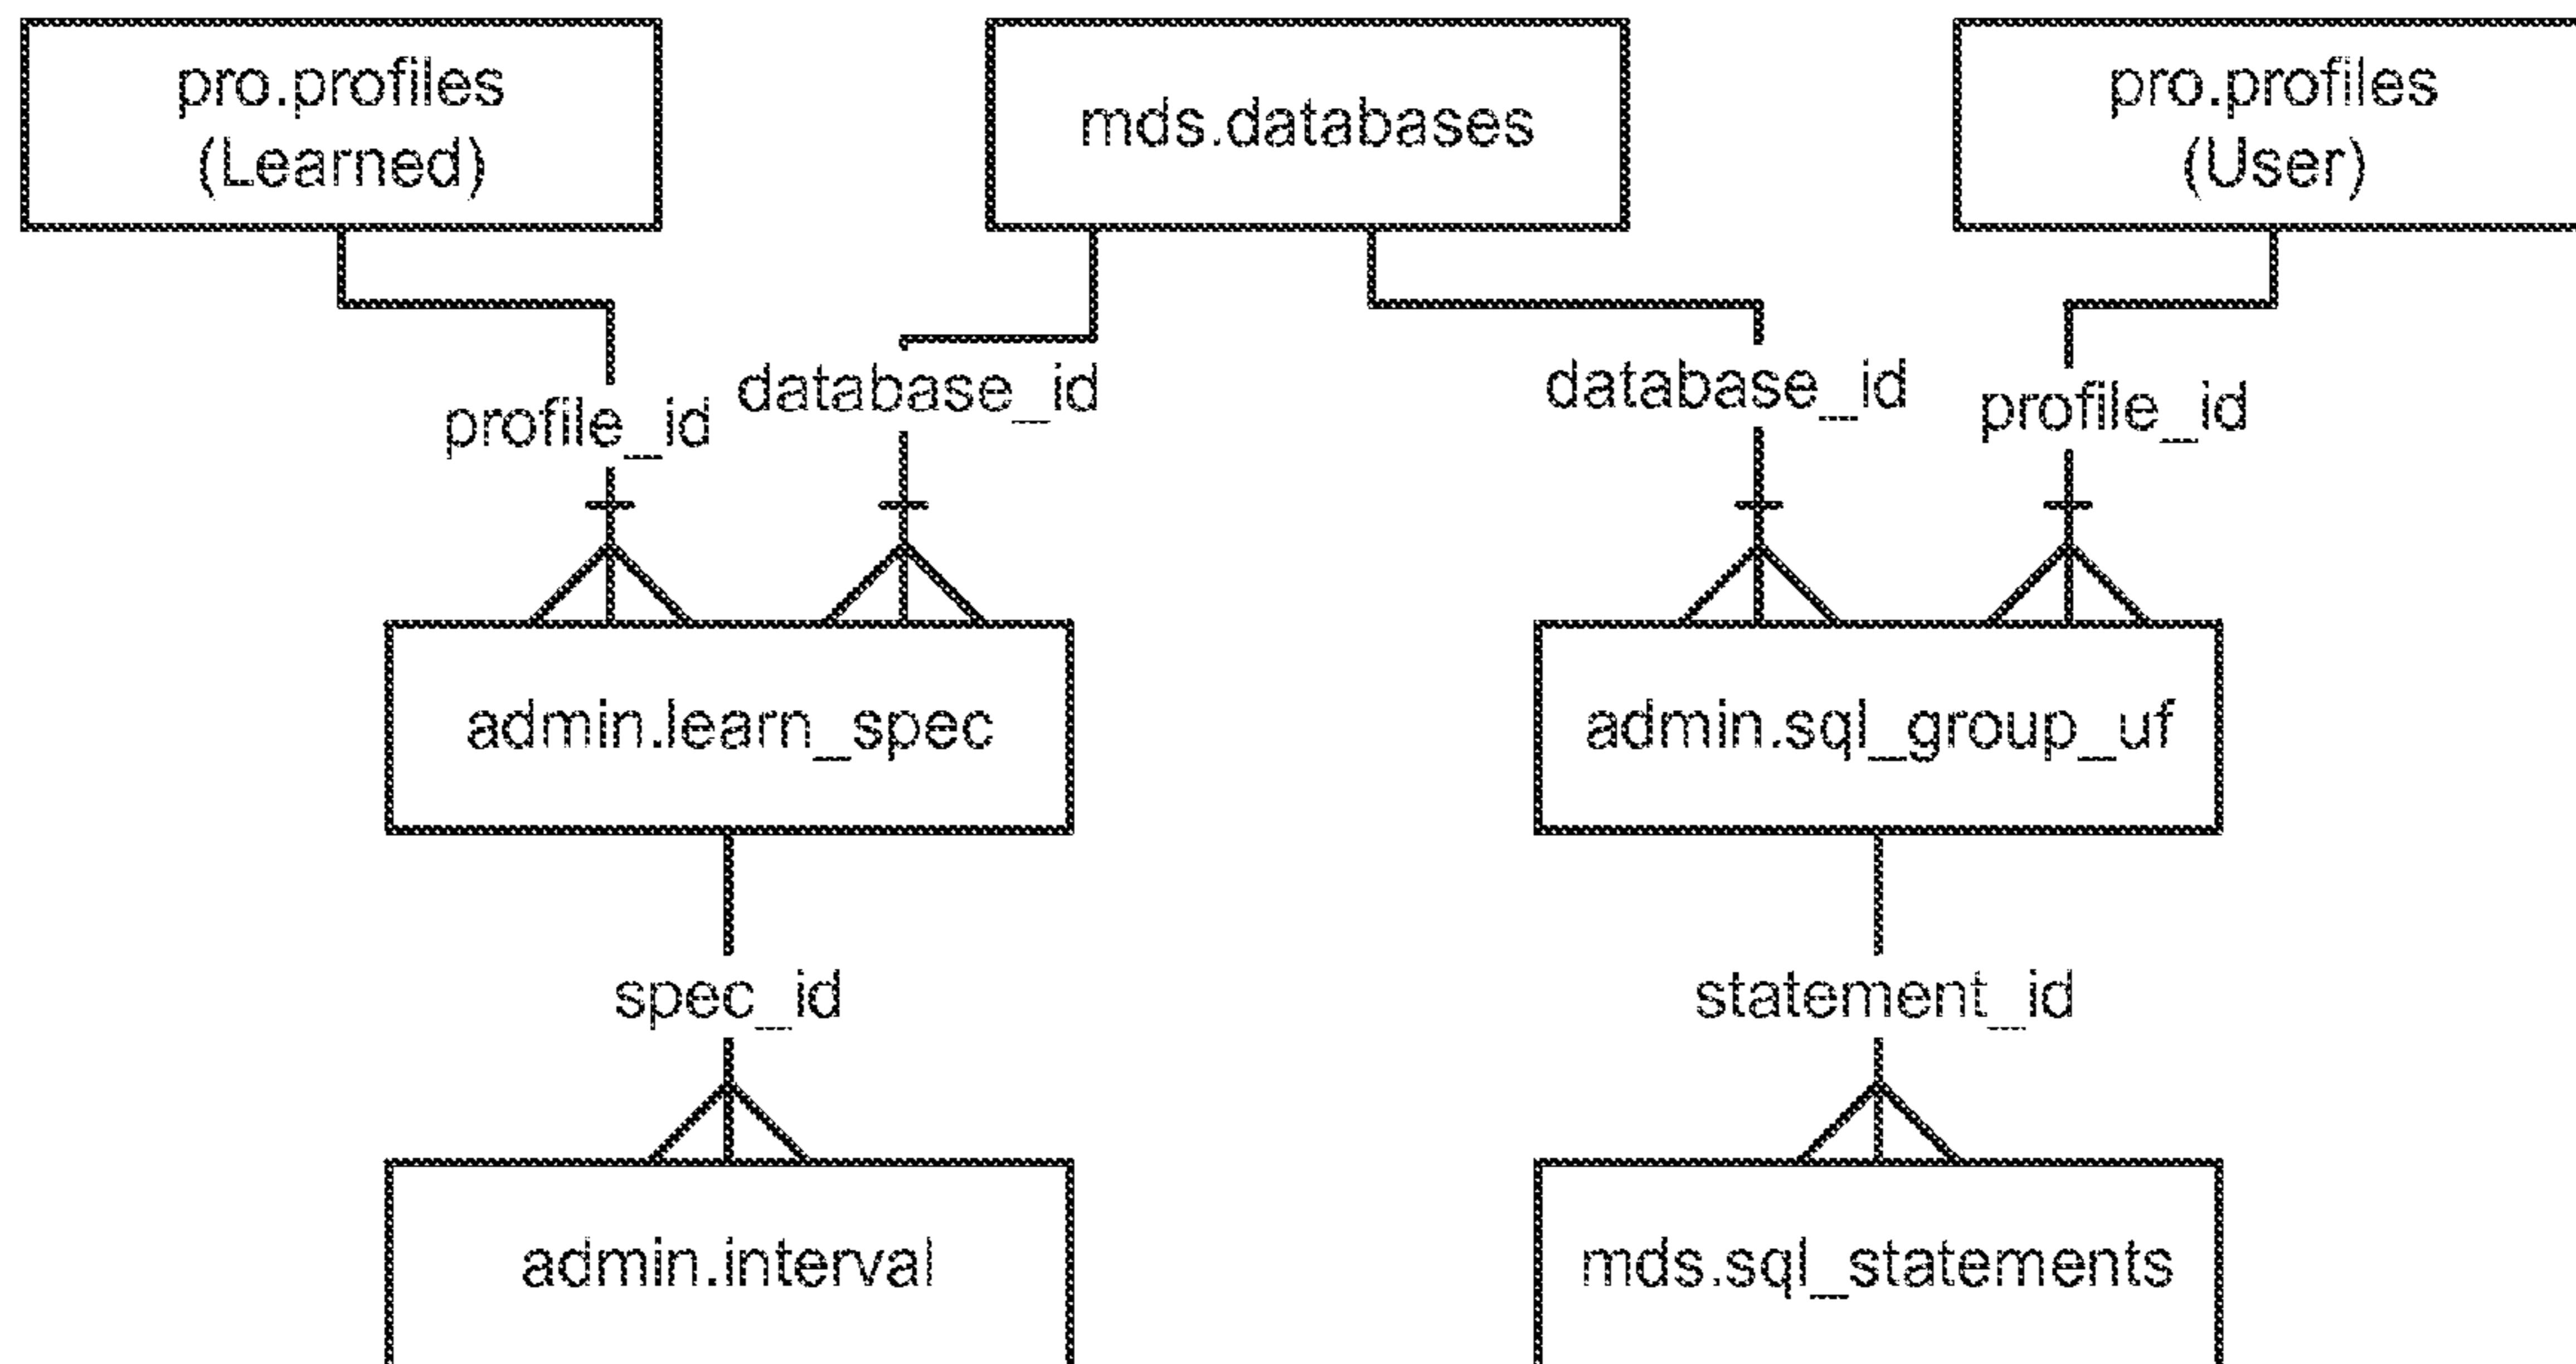 pro.profiles
(Learned)
mds.databases
pro.profiles
(User)
database_id
database_id
profile_id
profile_id
admin.learn_spec
admin.sql_group_uf
spec_id
statement_id
admin.interval
mds.sql_statements